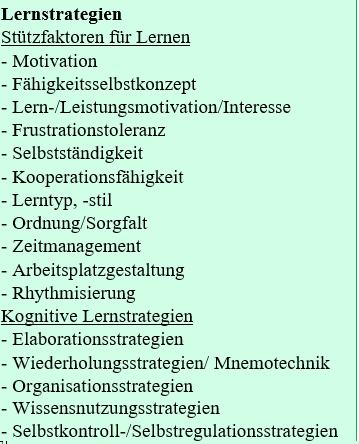 Lernstrategien
Stützfaktoren für Lernen
- Motivation
- Fähigkeitsselbstkonzept
- Lern-/Leistungsmotivation/Interesse
- Frustrationstoleranz
- Selbstständigkeit
- Kooperationsfähigkeit
- Lerntyp, -stil
- Ordnung/Sorgfalt
- Zeitmanagement
- Arbeitsplatzgestaltung
- Rhythmisierung
Kognitive Lernstrategien
- Elaborationsstrategien
- Wiederholungsstrategien/ Mnemotechnik
- Organisationsstrategien
- Wissensnutzungsstrategien
- Selbstkontroll-/Selbstregulationsstrategien